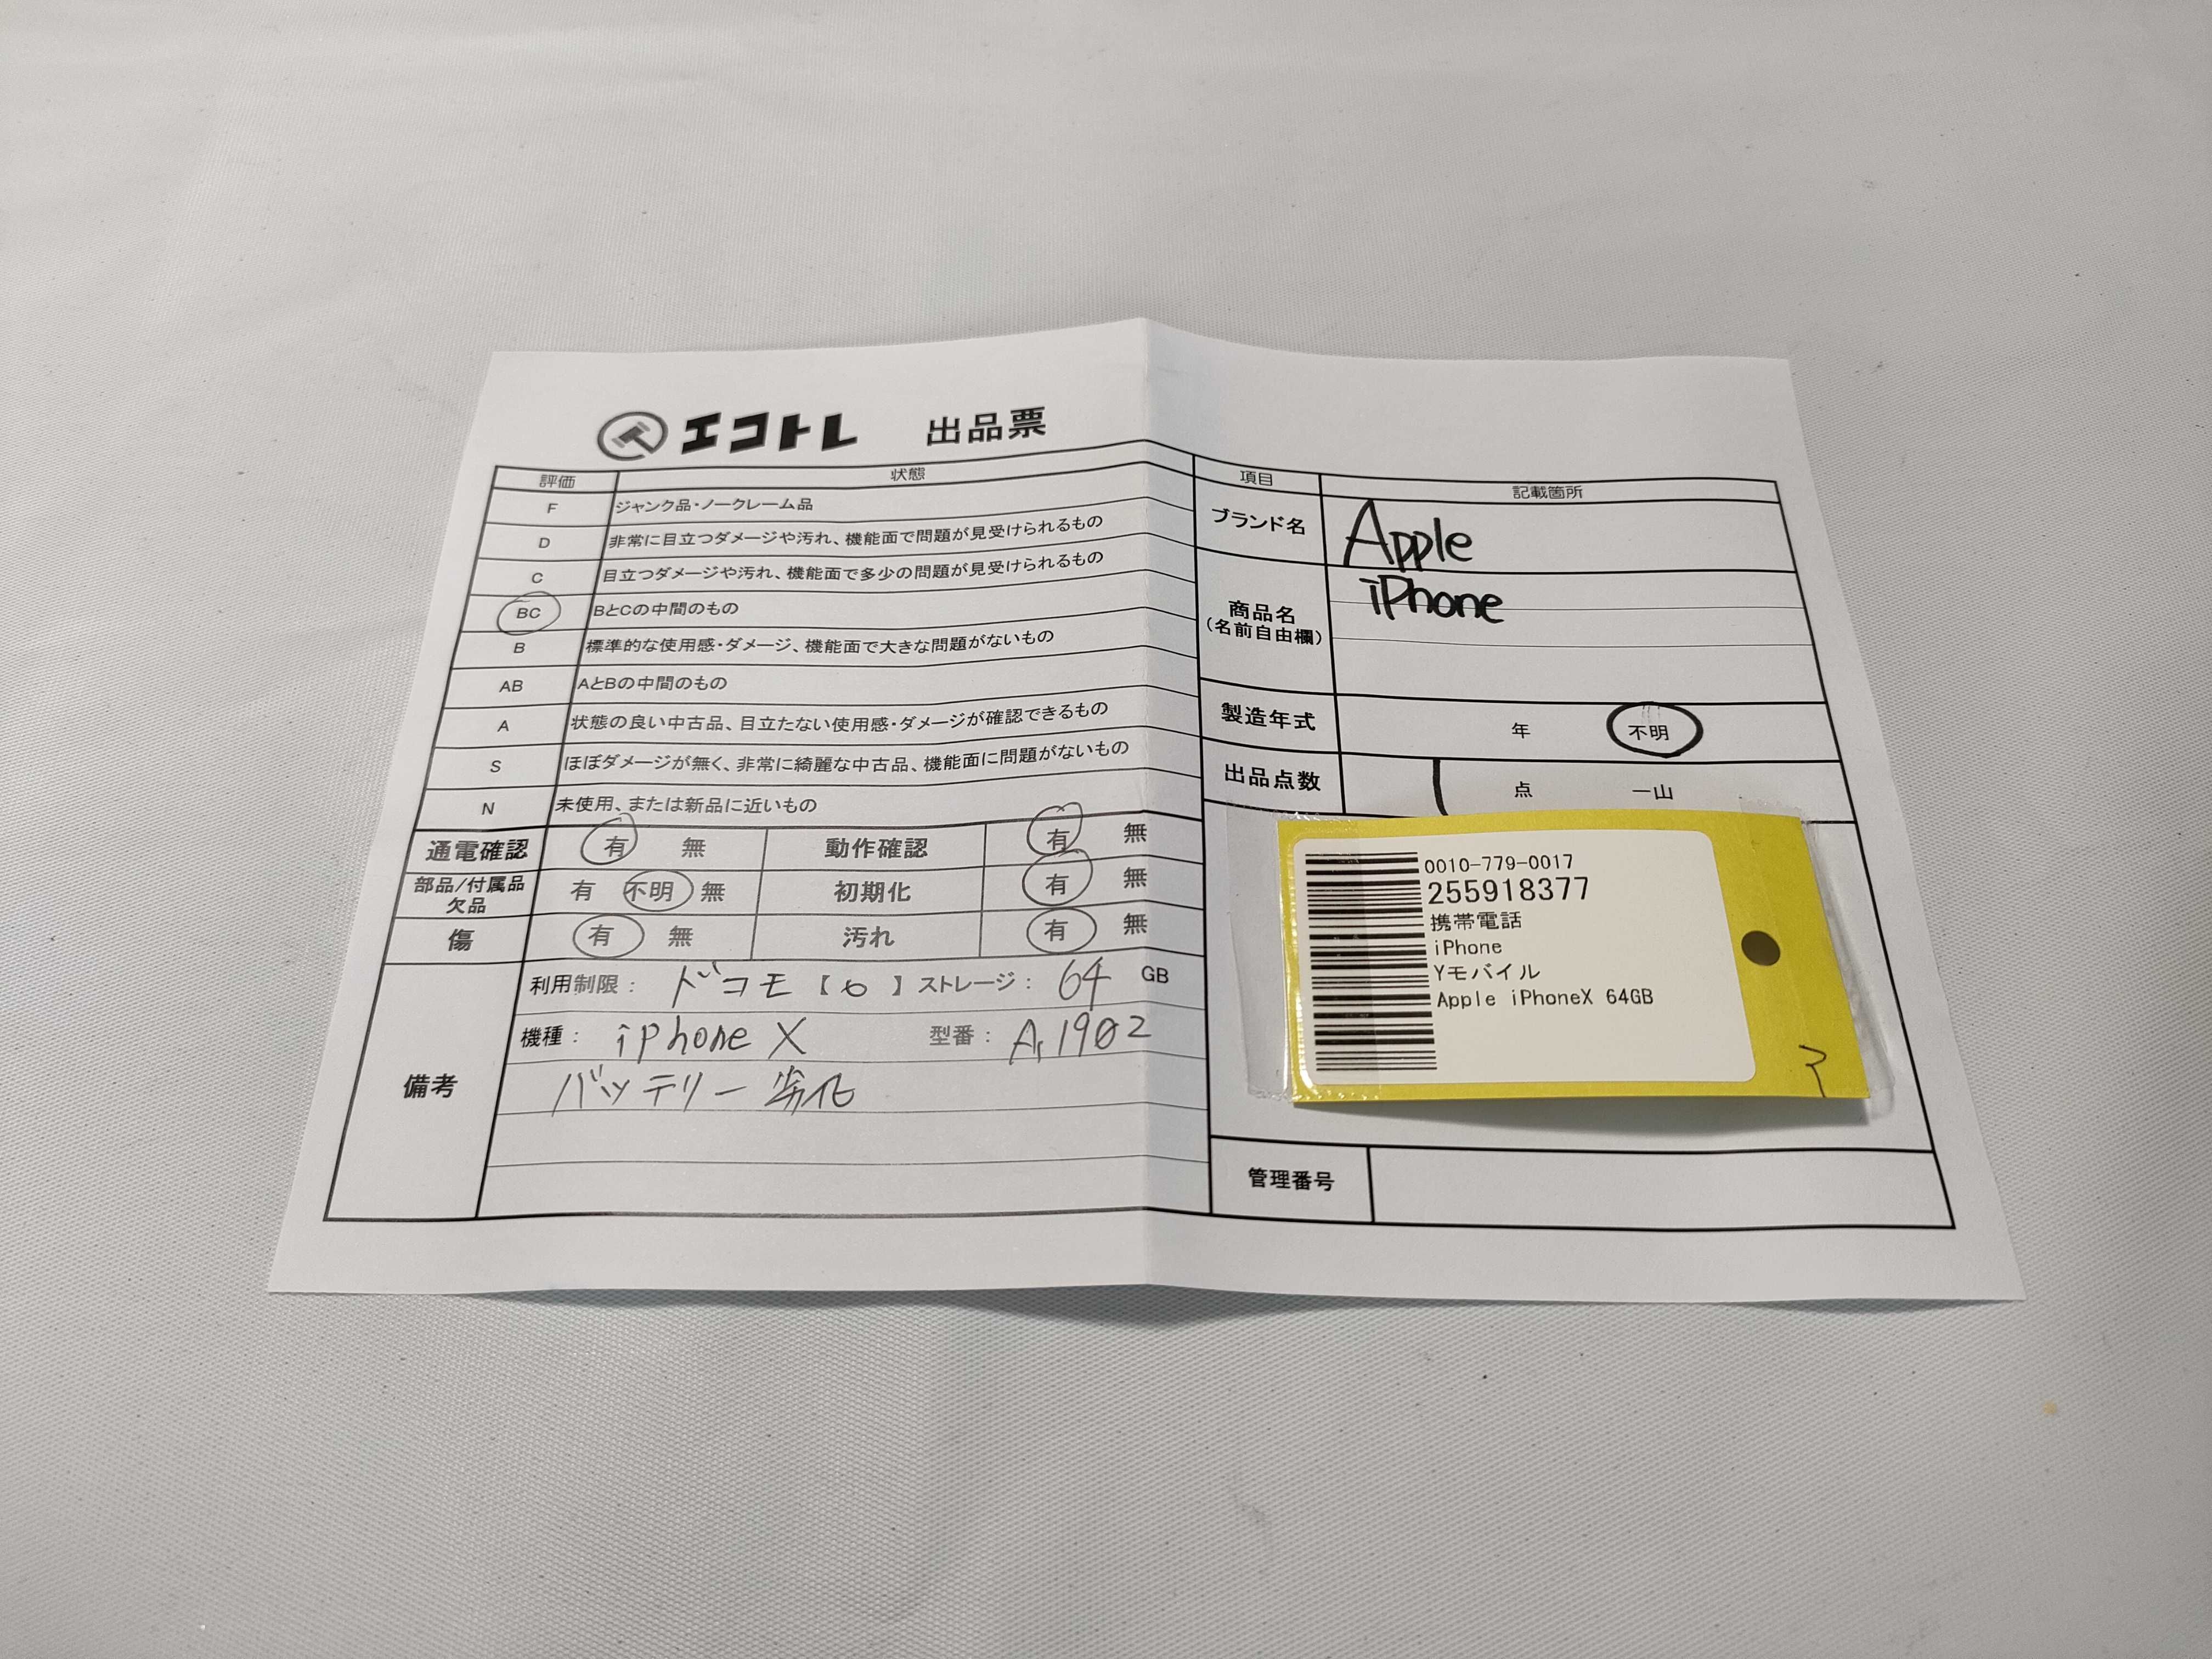 エコトレ 出品票
評価 状態
F ジャンク品・ノークレーム品
D 非常に目立つダメージや汚れ、機能面で問題が見受けられるもの
C 目立つダメージや汚れ、機能面で多少の問題が見受けられるもの
BC BとCの中間のもの
B 標準的な使用感・ダメージ、機能面で大きな問題がないもの
AB AとBの中間のもの
A 状態の良い中古品、目立たない使用感・ダメージが確認できるもの
S ほぼダメージが無く、非常に綺麗な中古品、機能面に問題がないもの
N 未使用、または新品に近いもの
通電確認 有 無 動作確認 有 無
部品/付属品 欠品 有 不明 無 初期化 有 無
傷 有 無 汚れ 有 無
備考
利用制限: ドコモ 【 ○ 】 ストレージ: 64 GB
機種: iphone X 型番: A1902
バッテリー劣化
項目 記載箇所
ブランド名 Apple
商品名 iPhone
(名前自由欄)
製造年式 年 不明
出品点数 1 点 一山
0010-779-0017
255918377
携帯電話
iPhone
Yモバイル
Apple iPhoneX 64GB
管理番号